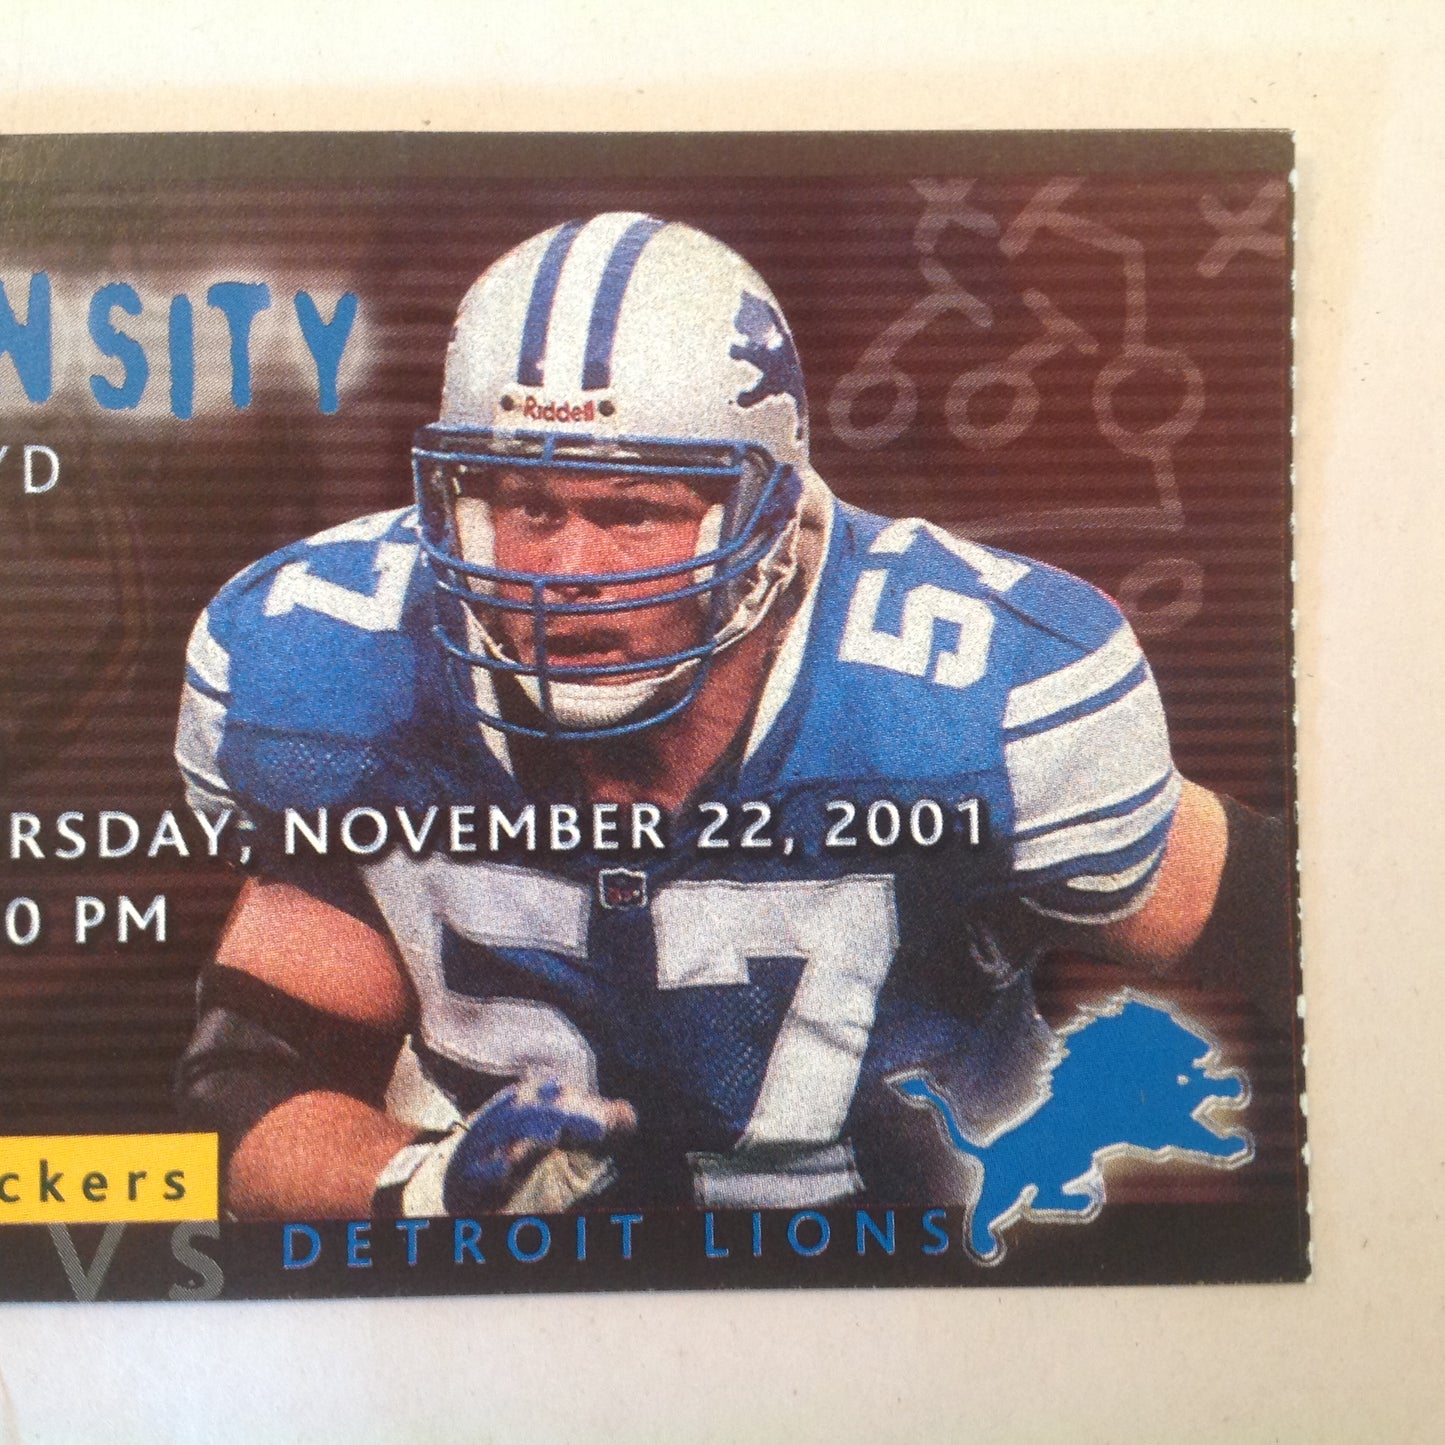 NSITY
YD
Riddell
57
57
RSDAY, NOVEMBER 22, 2001
0 PM
57
ckers
VS DETROIT LIONS